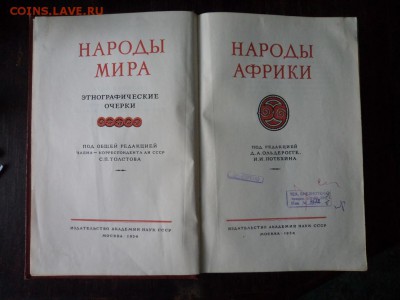 COINS.LAVE.RU
НАРОДЫ
МИРА
ЭТНОГРАФИЧЕСКИЕ
ОЧЕРКИ
ПОД ОБЩЕЙ РЕДАКЦИЕЙ
ЧЛЕНА-КОРРЕСПОНДЕНТА АН СССР
С.П.ТОЛСТОВА
ИЗДАТЕЛЬСТВО АКАДЕМИИ НАУК СССР
МОСКВА · 1954
НАРОДЫ
АФРИКИ
ПОД РЕДАКЦИЕЙ
Д.А.ОЛЬДЕРОГГЕ,
И.И.ПОТЕХИНА
ИЗДАТЕЛЬСТВО АКАДЕМИИ НАУК СССР
МОСКВА · 1954